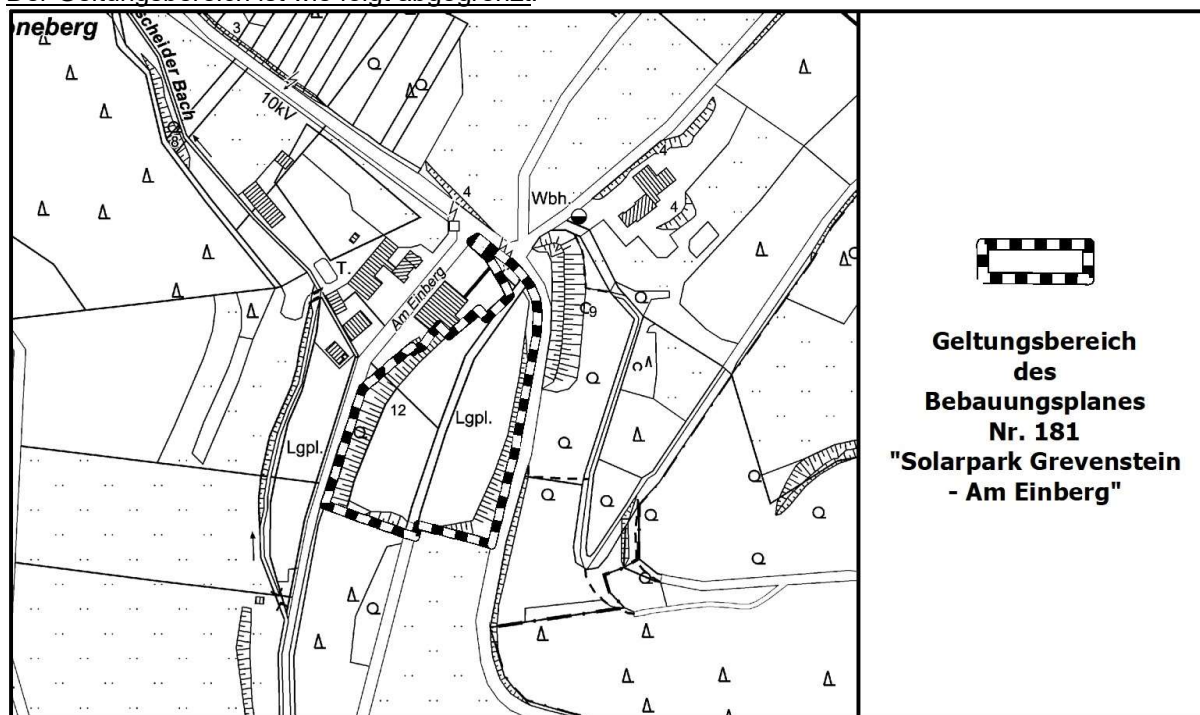 Der Geltungsbereich ist wie folgt abgegrenzt:
oneberg
scheider Bach
3
10kV
4
Wbh.
4
4
T.
Am Einberg
9
12
Lgpl.
Lgpl.
Geltungsbereich
des
Bebauungsplanes
Nr. 181
"Solarpark Grevenstein
- Am Einberg"